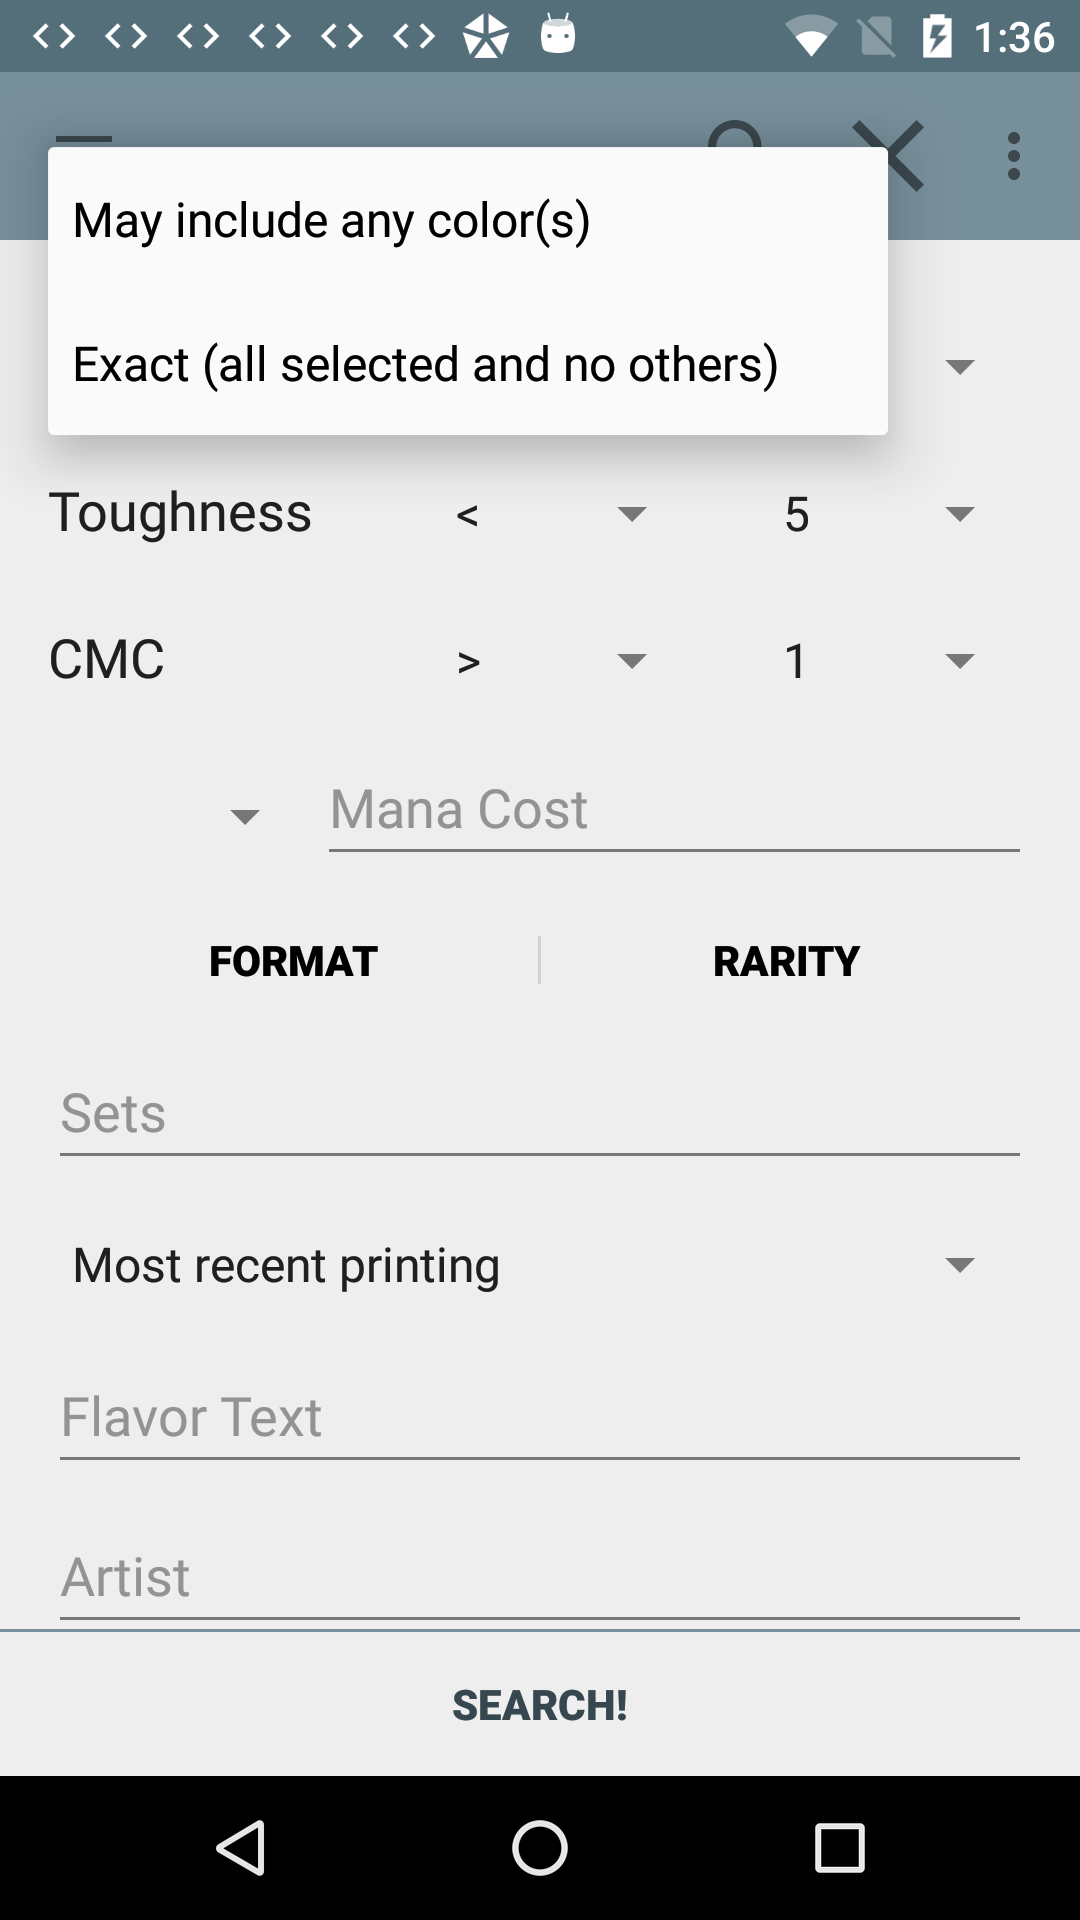 1:36
May include any color(s)
Exact (all selected and no others)
Toughness < 5
CMC > 1
Mana Cost
FORMAT RARITY
Sets
Most recent printing
Flavor Text
Artist
SEARCH!